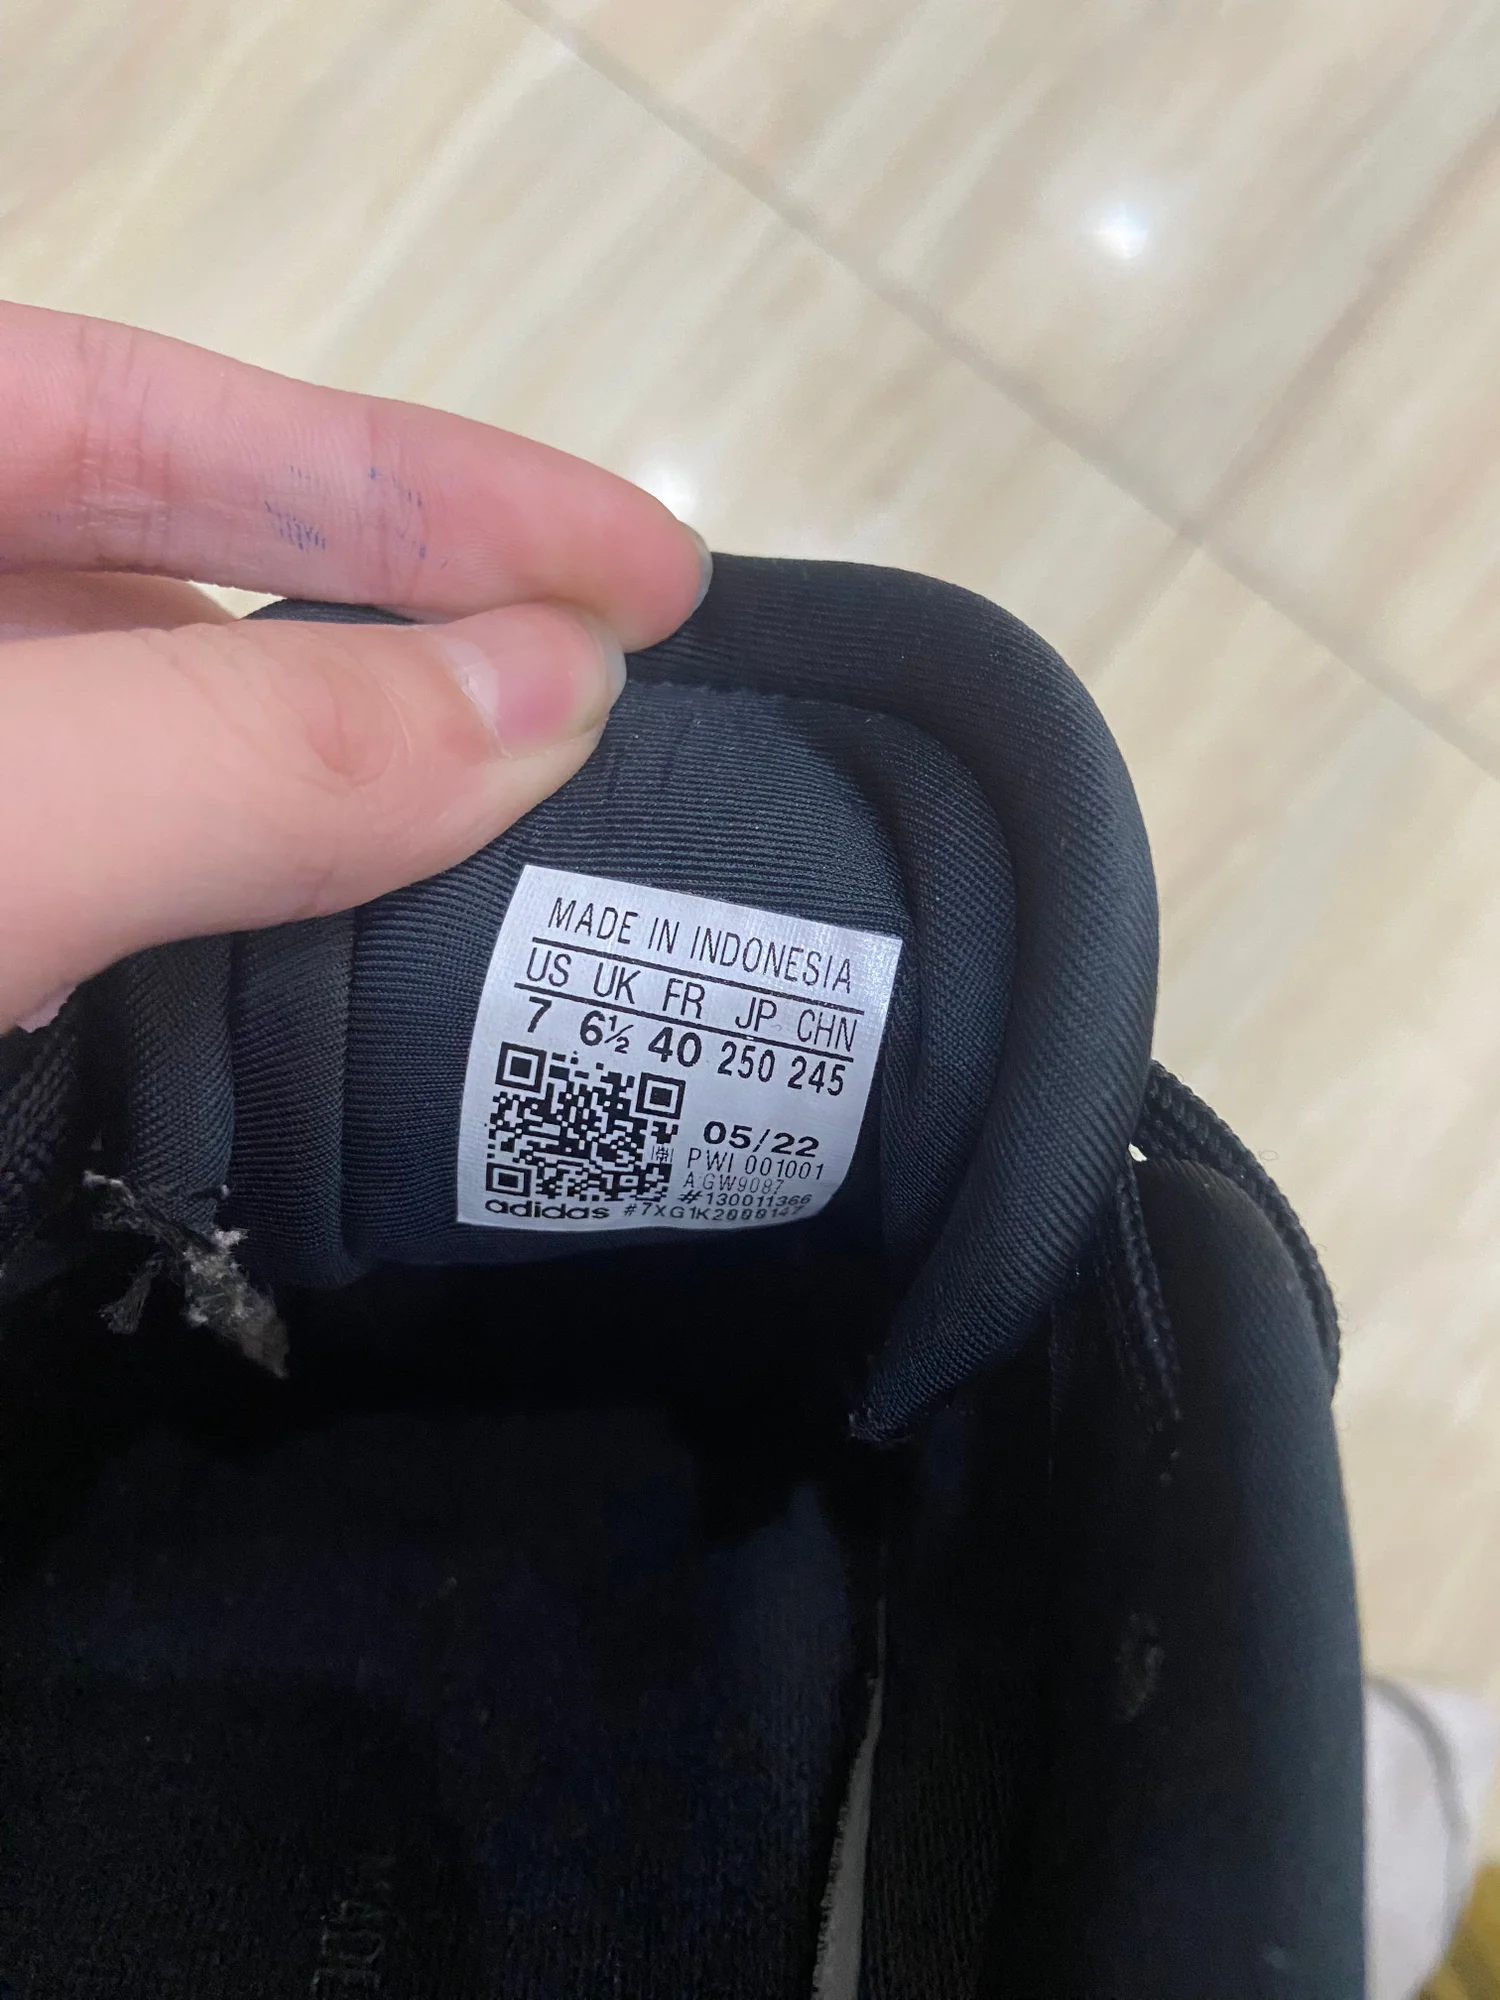 MADE IN INDONESIA
US UK FR JP CHN
7 6½ 40 250 245
05/22
PWI 001001
A:GW9087
#130011366
adidas #7XG1K2000147